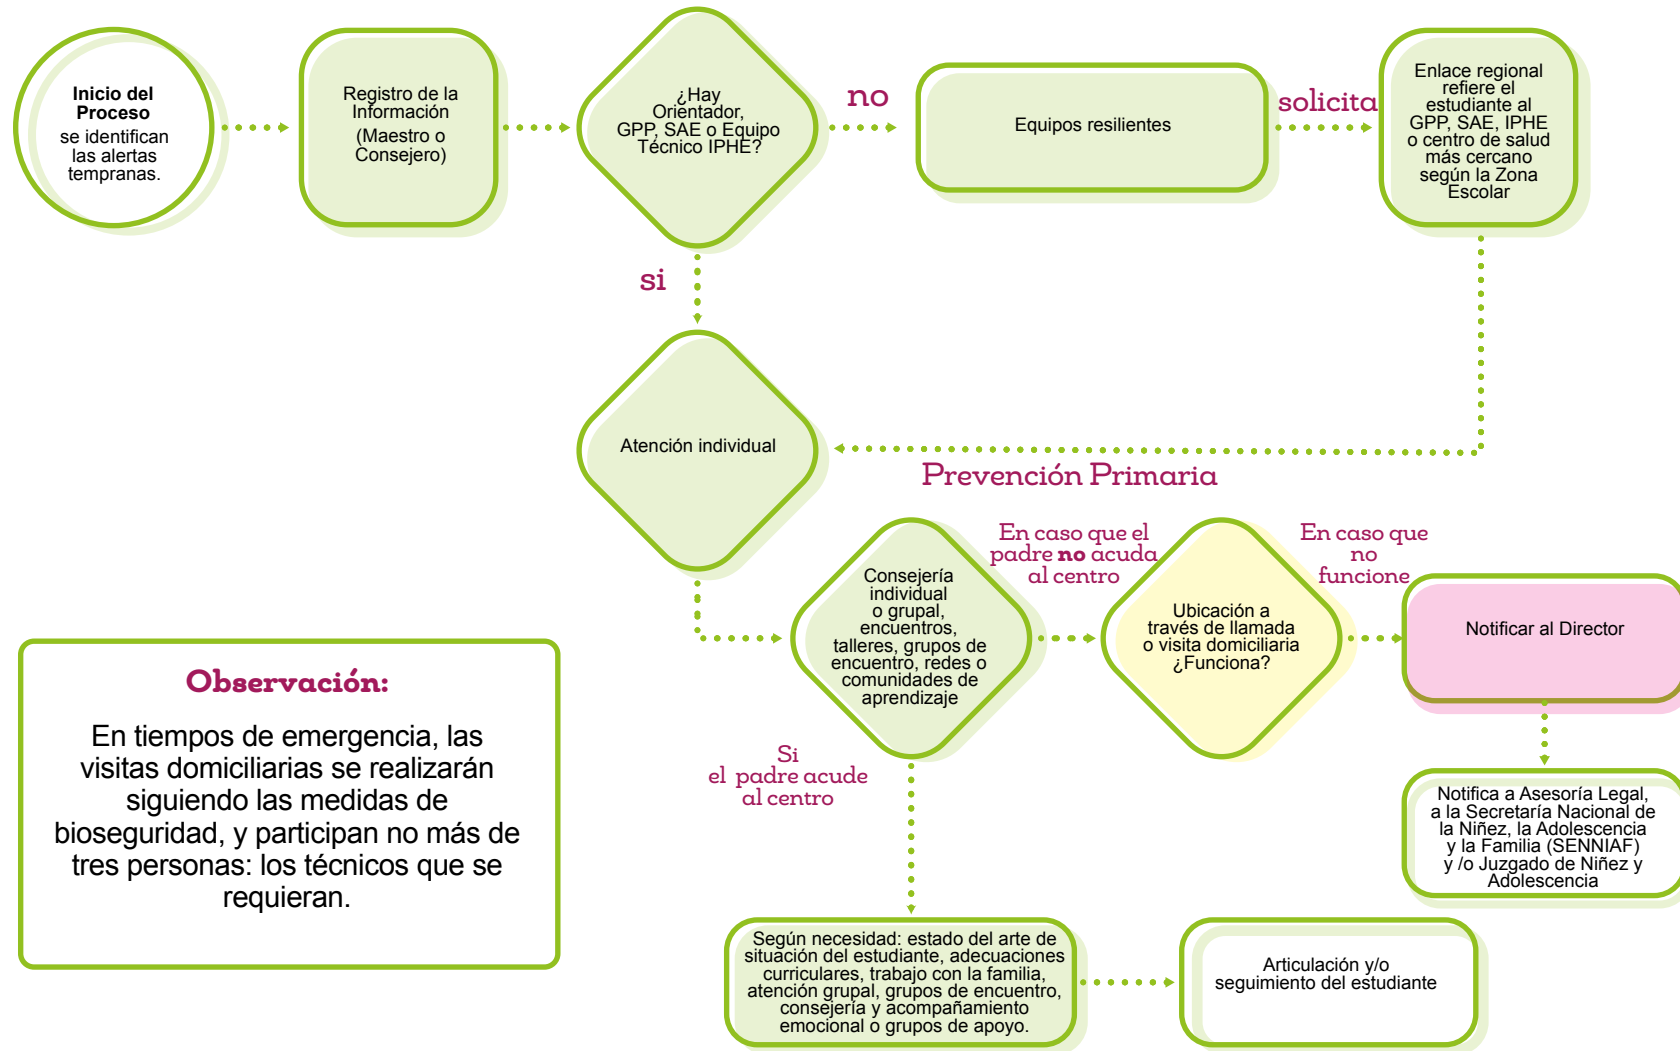 Inicio del
Proceso
se identifican
las alertas
tempranas.
Registro de la
Información
(Maestro o
Consejero)
¿Hay
Orientador,
GPP, SAE o Equipo
Técnico IPHE?
no
Equipos resilientes
solicita
Enlace regional
refiere el
estudiante al
GPP, SAE, IPHE
o centro de salud
más cercano
según la Zona
Escolar
si
Atención individual
Prevención Primaria
Consejería
individual
o grupal,
encuentros,
talleres, grupos de
encuentro, redes o
comunidades de
aprendizaje
En caso que el
padre no acuda
al centro
Ubicación a
través de llamada
o visita domiciliaria
¿Funciona?
En caso que
no
funcione
Notificar al Director
Notifica a Asesoría Legal,
a la Secretaría Nacional de
la Niñez, la Adolescencia
y la Familia (SENNIAF)
y /o Juzgado de Niñez y
Adolescencia
Si
el padre acude
al centro
Según necesidad: estado del arte de
situación del estudiante, adecuaciones
curriculares, trabajo con la familia,
atención grupal, grupos de encuentro,
consejería y acompañamiento
emocional o grupos de apoyo.
Articulación y/o
seguimiento del estudiante
Observación:
En tiempos de emergencia, las
visitas domiciliarias se realizarán
siguiendo las medidas de
bioseguridad, y participan no más de
tres personas: los técnicos que se
requieran.